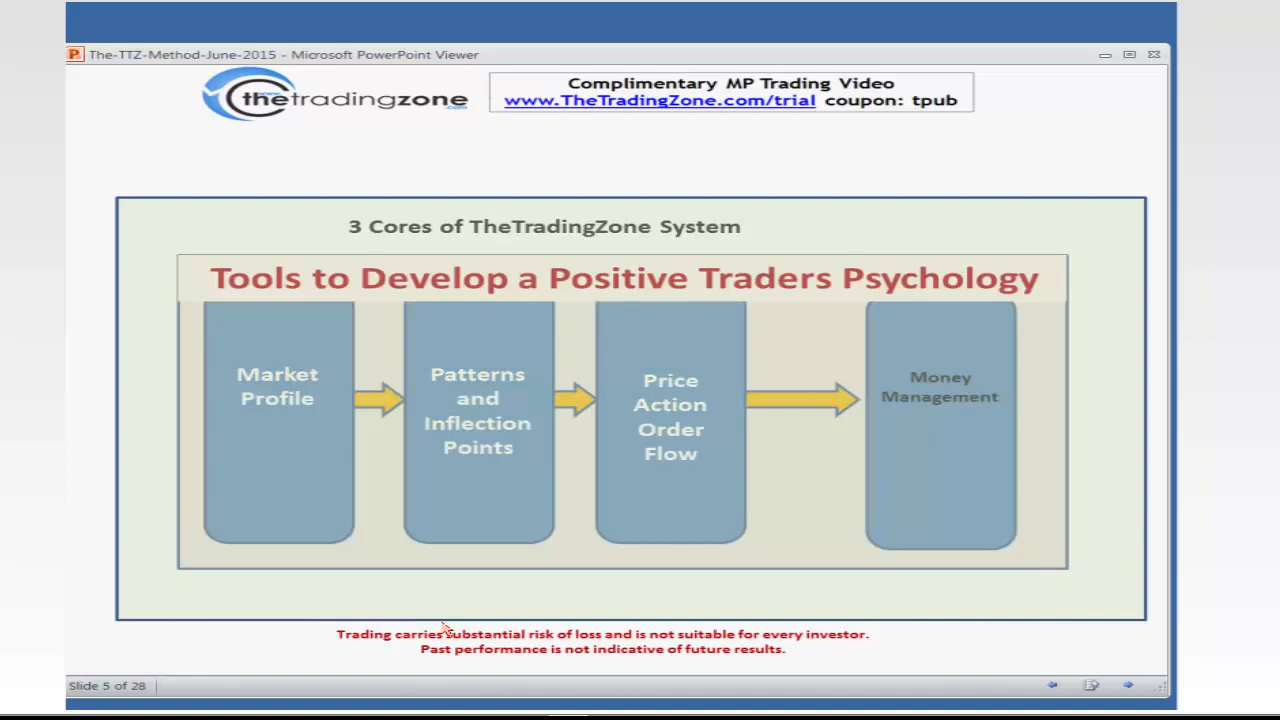 The-TTZ-Method-June-2015 - Microsoft PowerPoint Viewer
thetradingzone
.com
Complimentary MP Trading Video
www.TheTradingZone.com/trial coupon: tpub
3 Cores of TheTradingZone System
Tools to Develop a Positive Traders Psychology
Market
Profile
Patterns
and
Inflection
Points
Price
Action
Order
Flow
Money
Management
Trading carries substantial risk of loss and is not suitable for every investor.
Past performance is not indicative of future results.
Slide 5 of 28